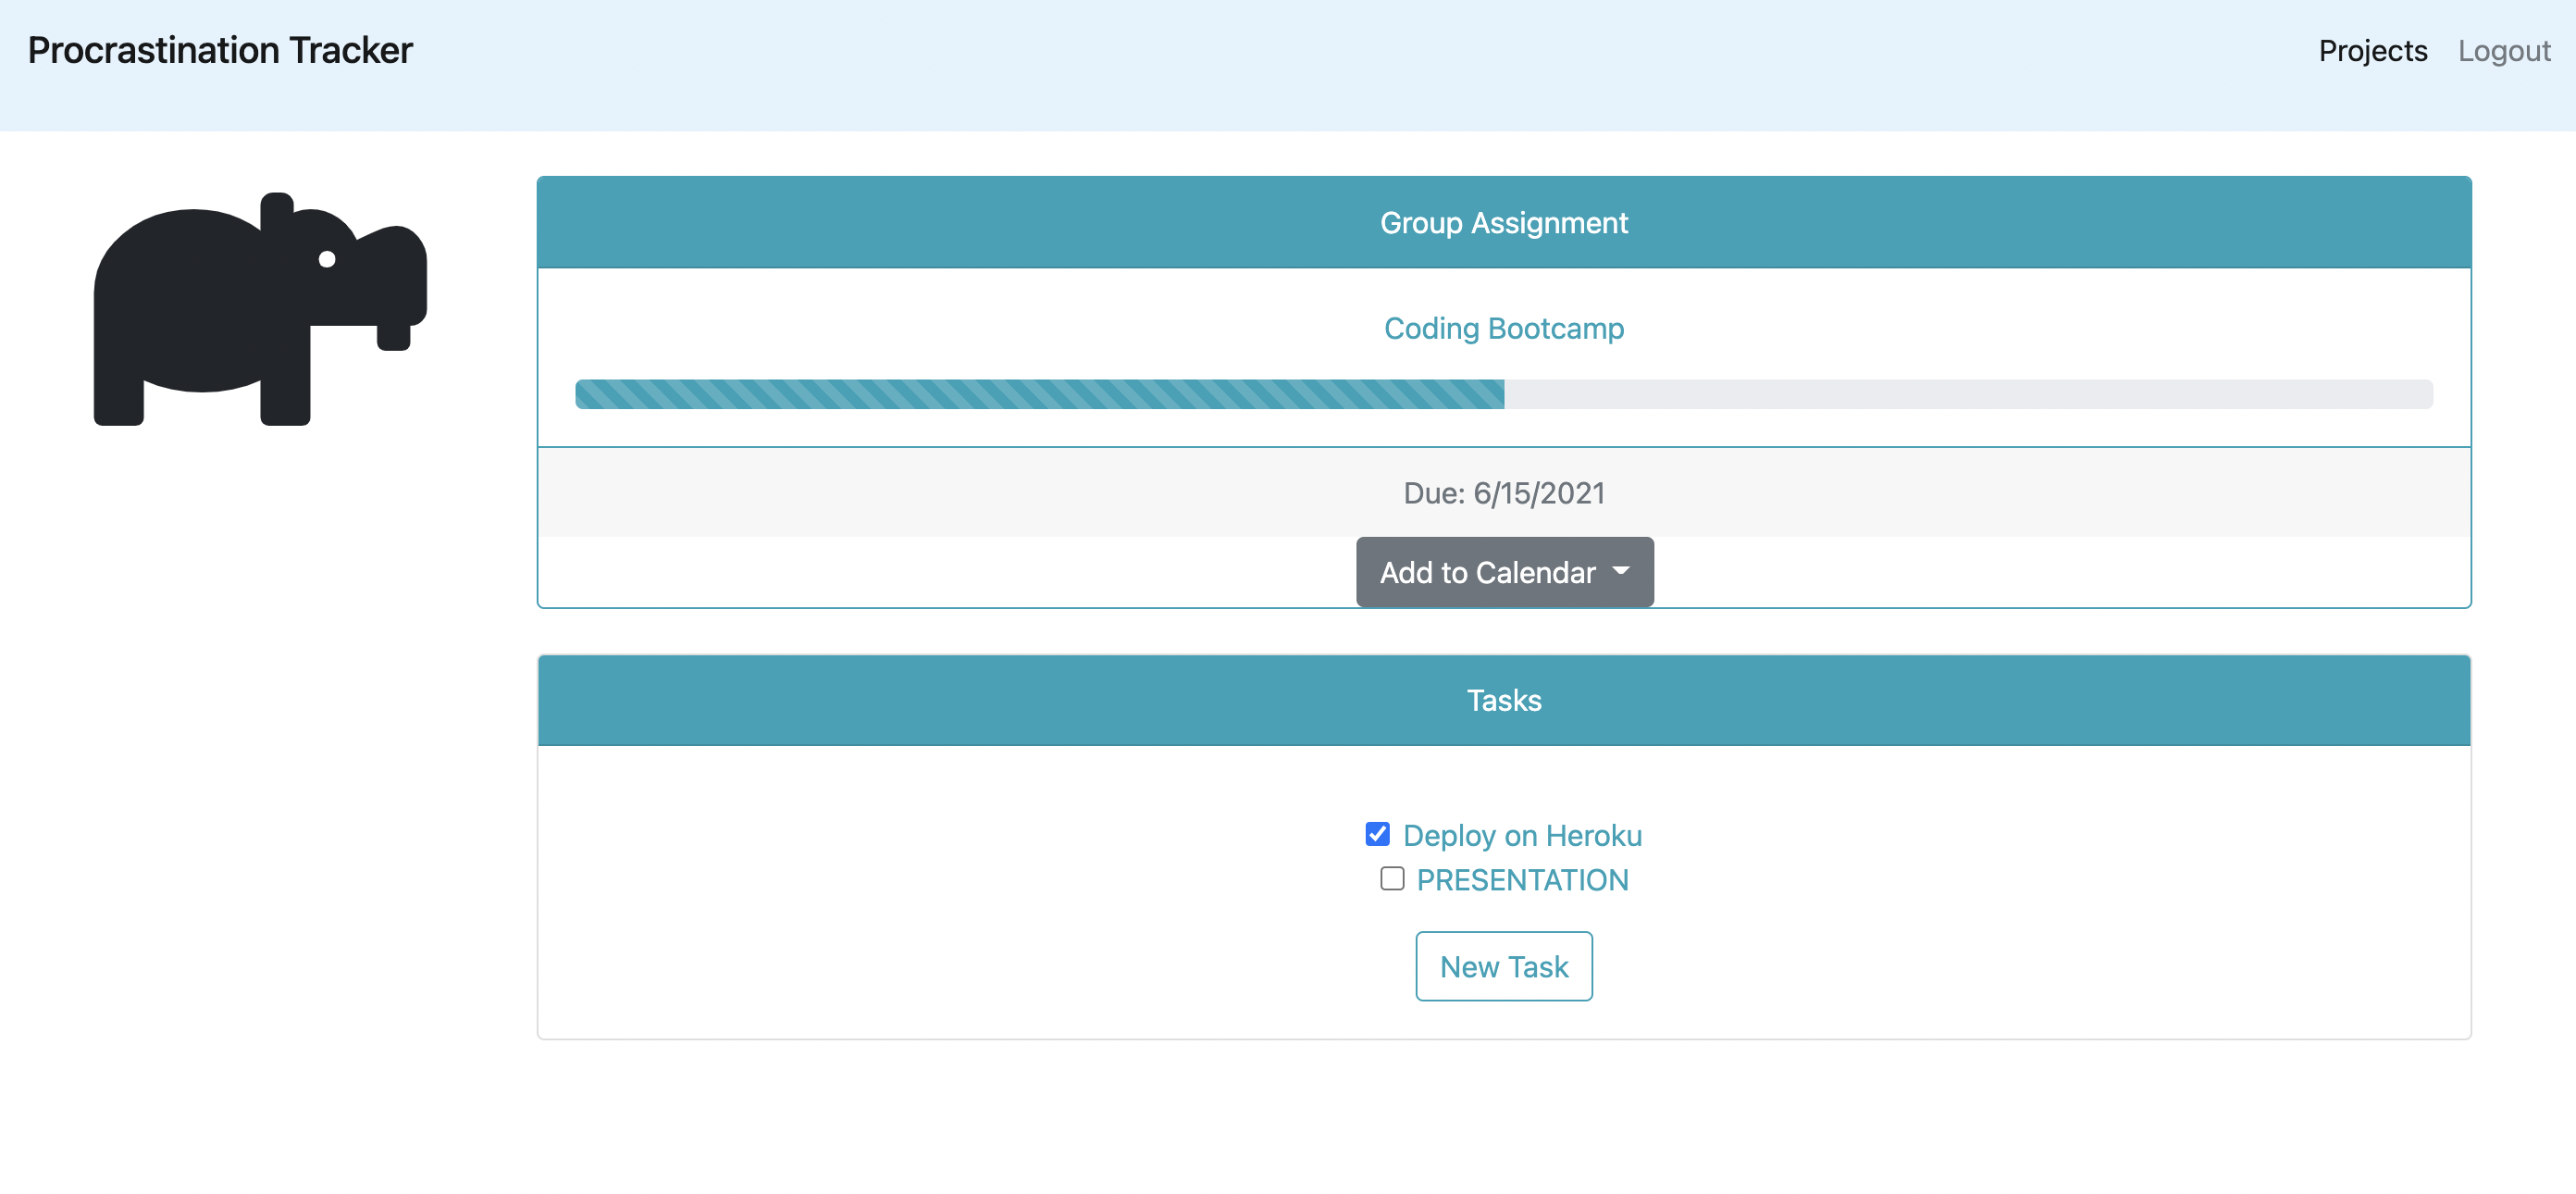 Procrastination Tracker
Projects Logout
Group Assignment
Coding Bootcamp
Due: 6/15/2021
Add to Calendar
Tasks
Deploy on Heroku
PRESENTATION
New Task